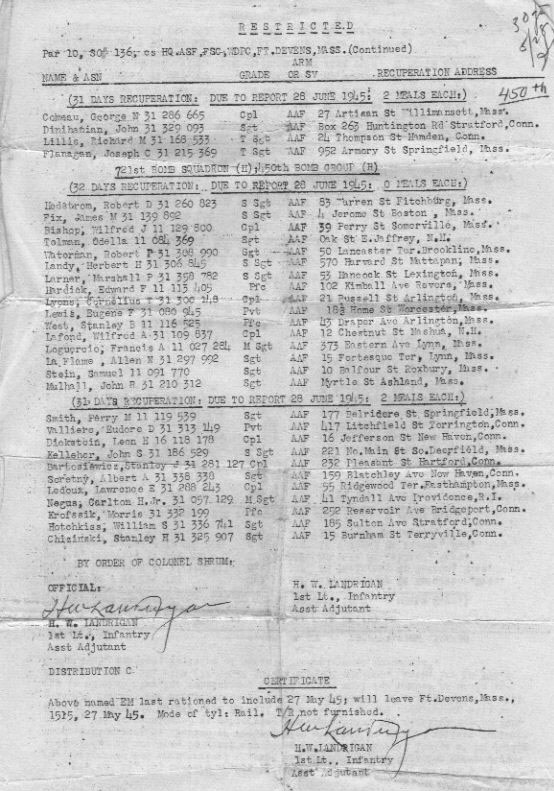 RESTRICTED
Par 10, SO# 136, cs HQ.ASF,PSC,WDPC,FT.DEVENS,MASS.(Continued)
ARM
NAME & ASN GRADE OR SV RECUPERATION ADDRESS
450th
(31 DAYS RECUPERATION: DUE TO REPORT 28 JUNE 1945: 2 MEALS EACH:)
Comeau, George N 31 286 665 Cpl AAF 27 Artisan St Willimansett, Mass.
Dinihanian, John 31 329 093 Sgt AAF Box 263 Huntington Rd Stratford,Conn.
Lillis, Richard M 31 168 533 T Sgt AAF 24 Thompson St Hamden, Conn.
Flanagan, Joseph C 31 215 369 T Sgt AAF 952 Armory St Springfield, Mass.
721st BOMB SQUADRON (H);450th BOMB GROUP (H)
(32 DAYS RECUPERATION: DUE TO REPORT 28 JUNE 1945: 0 MEALS EACH:)
Hedstrom, Robert D 31 260 823 S Sgt AAF 83 Warren St Fitchburg, Mass.
Fix, James M 31 139 892 S Sgt AAF 4 Jerome St Boston , Mass.
Bishop, Wilfred J 11 129 800 Cpl AAF 39 Perry St Somerville, Mass.
Tolman, Odella 11 084 369 Sgt AAF Oak St E.Jaffrey, N.H.
Waterman, Robert P 31 308 990 Sgt AAF 50 Lancaster Ter.Brookline,Mass.
Landy, Herbert H 31 306 845 S Sgt AAF 570 Harvard St Mattapan, Mass.
Larner, Marshall P 31 358 782 S Sgt AAF 53 Hancock St Lexington, Mass.
Edward F 11 113 405 Pfc AAF 102 Kimball Ave Revere, Mass.
Lyons, Cornelius T 31 300 148 Cpl AAF 21 Russell St Arlington, Mass.
Lewis, Eugene F 31 080 945 Pvt AAF 18½ Home St Worcester,Mass.
West, Stanley B 11 116 525 Pfc AAF 43 Draper Ave Arlington,Mass.
Lafond, Wilfred A 31 109 837 Cpl AAF 12 Chestnut St Nashua, N.H.
Loguercio, Francis A 11 027 284 M Sgt AAF 373 Eastern Ave Lynn, Mass.
La Flame , Allen N 31 297 992 Sgt AAF 15 Fortesque Ter, Lynn, Mass.
Stein, Samuel 11 091 770 Sgt AAF 10 Balfour St Roxbury, Mass.
Mulhall, John R 31 210 312 Sgt AAF Myrtle St Ashland, Mass.
(31 DAYS RECUPERATION: DUE TO REPORT 28 JUNE 1945: 2 MEALS EACH:)
Smith, Perry M 11 119 539 Sgt AAF 177 Belvidere St Springfield,Mass.
Valliere, Eudore D 31 313 149 Pvt AAF 417 Litchfield St Torrington,Conn.
Dickstein, Leon H 16 118 178 Cpl AAF 16 Jefferson St New Haven,Conn.
Kelleher, John S 31 186 529 S Sgt AAF 221 No.Main St So.Deerfield, Mass.
Bartosiewicz,Stanley J 31 281 127 Cpl AAF 232 Pleasant St Hartford,Conn.
Albert A 31 338 338 Sgt AAF 159 Blatchley Ave New Haven,Conn.
Ledoux, Lawrence E 31 288 243 Cpl AAF 55 Ridgewood Ter.Easthampton,Mass.
Negus, Carlton H.Jr. 31 057 129 M Sgt AAF 41 Tyndall Ave Providence,R.I.
Krofssik, Morris 31 332 199 Pfc AAF 252 Reservoir Ave Bridgeport, Conn.
Hotchkiss, William S 31 336 741 Sgt AAF 185 Sulton Ave Stratford,Conn.
Stanley H 31 325 907 Sgt AAF 15 Burnham St Terryville,Conn.
BY ORDER OF COLONEL SHRUM:
OFFICIAL:
H. W. LANDRIGAN
1st Lt., Infantry
Asst Adjutant
HW Landrigan
H. W. LANDRIGAN
1st Lt., Infantry
Asst Adjutant
DISTRIBUTION C
CERTIFICATE
Above named EM last rationed to include 27 May 45; will leave Ft.Devens,Mass.,
1515, 27 May 45. Mode of tvl: Rail. T/R not furnished.
HW Landrigan
H.W.LANDRIGAN
1st Lt., Infantry
Asst Adjutant